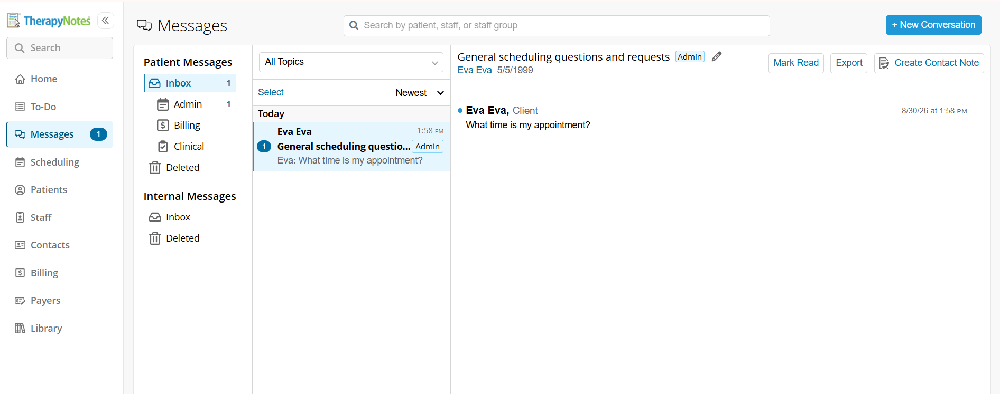 TherapyNotes
Search
Home
To-Do
Messages 1
Scheduling
Patients
Staff
Contacts
Billing
Payers
Library
Messages
Search by patient, staff, or staff group
+ New Conversation
Patient Messages
Inbox 1
Admin 1
Billing
Clinical
Deleted
Internal Messages
Inbox
Deleted
All Topics
Select Newest
Today
Eva Eva 1:58 PM
1 General scheduling questio... Admin
Eva: What time is my appointment?
General scheduling questions and requests Admin
Eva Eva 5/5/1999
Mark Read Export Create Contact Note
Eva Eva, Client 8/30/26 at 1:58 PM
What time is my appointment?